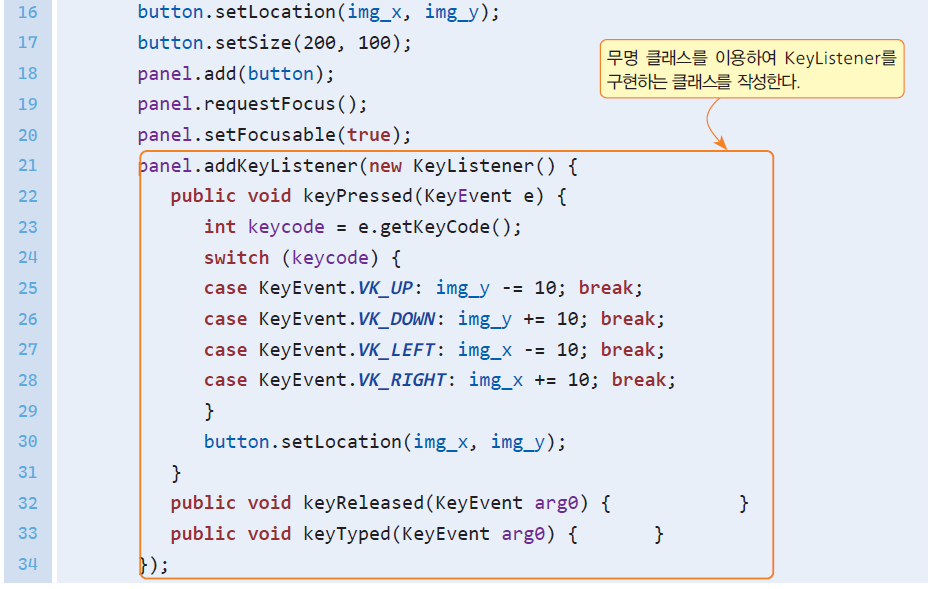 16 button.setLocation(img_x, img_y);
17 button.setSize(200, 100);
무명 클래스를 이용하여 KeyListener를
구현하는 클래스를 작성한다.
18 panel.add(button);
19 panel.requestFocus();
20 panel.setFocusable(true);
21 panel.addKeyListener(new KeyListener() {
22 public void keyPressed(KeyEvent e) {
23 int keycode = e.getKeyCode();
24 switch (keycode) {
25 case KeyEvent.VK_UP: img_y -= 10; break;
26 case KeyEvent.VK_DOWN: img_y += 10; break;
27 case KeyEvent.VK_LEFT: img_x -= 10; break;
28 case KeyEvent.VK_RIGHT: img_x += 10; break;
29 }
30 button.setLocation(img_x, img_y);
31 }
32 public void keyReleased(KeyEvent arg0) { }
33 public void keyTyped(KeyEvent arg0) { }
34 });